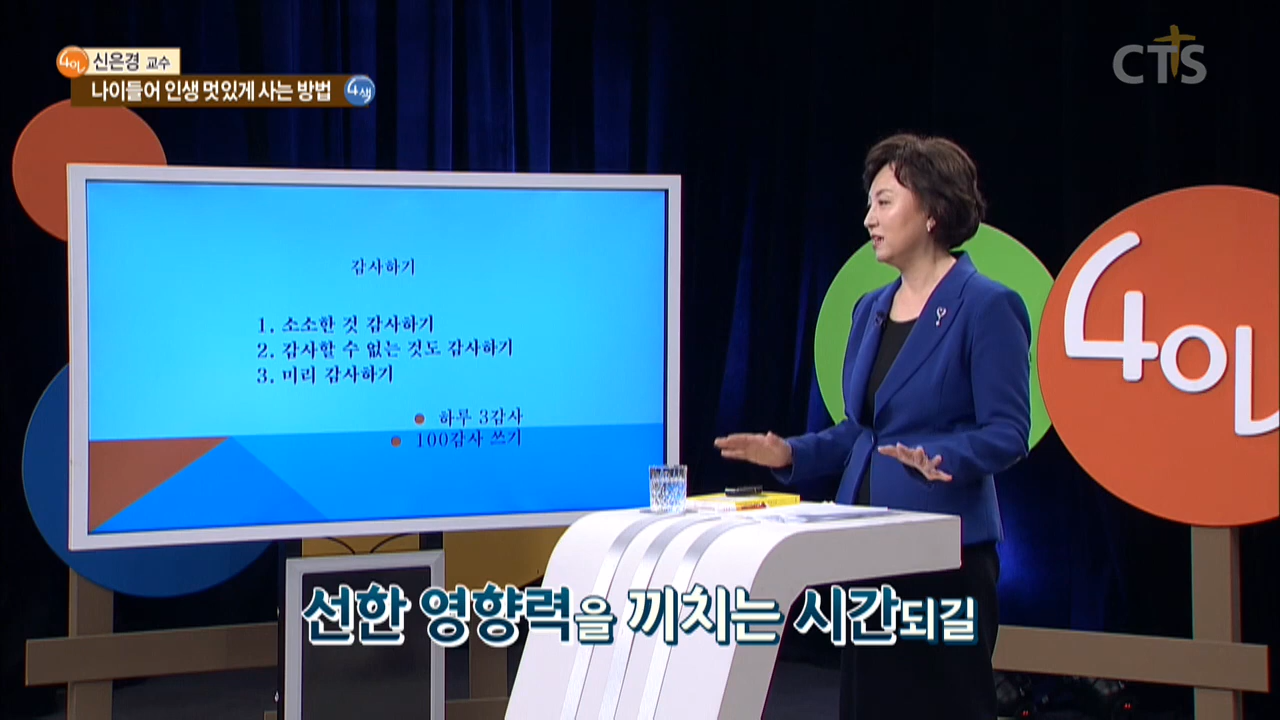 4인 신은경 교수
나이들어 인생 멋있게 사는 방법 4색
CTS
감사하기
1. 소소한 것 감사하기
2. 감사할 수 없는 것도 감사하기
3. 미리 감사하기
하루 3감사
100감사 쓰기
4인
선한 영향력을 끼치는 시간되길